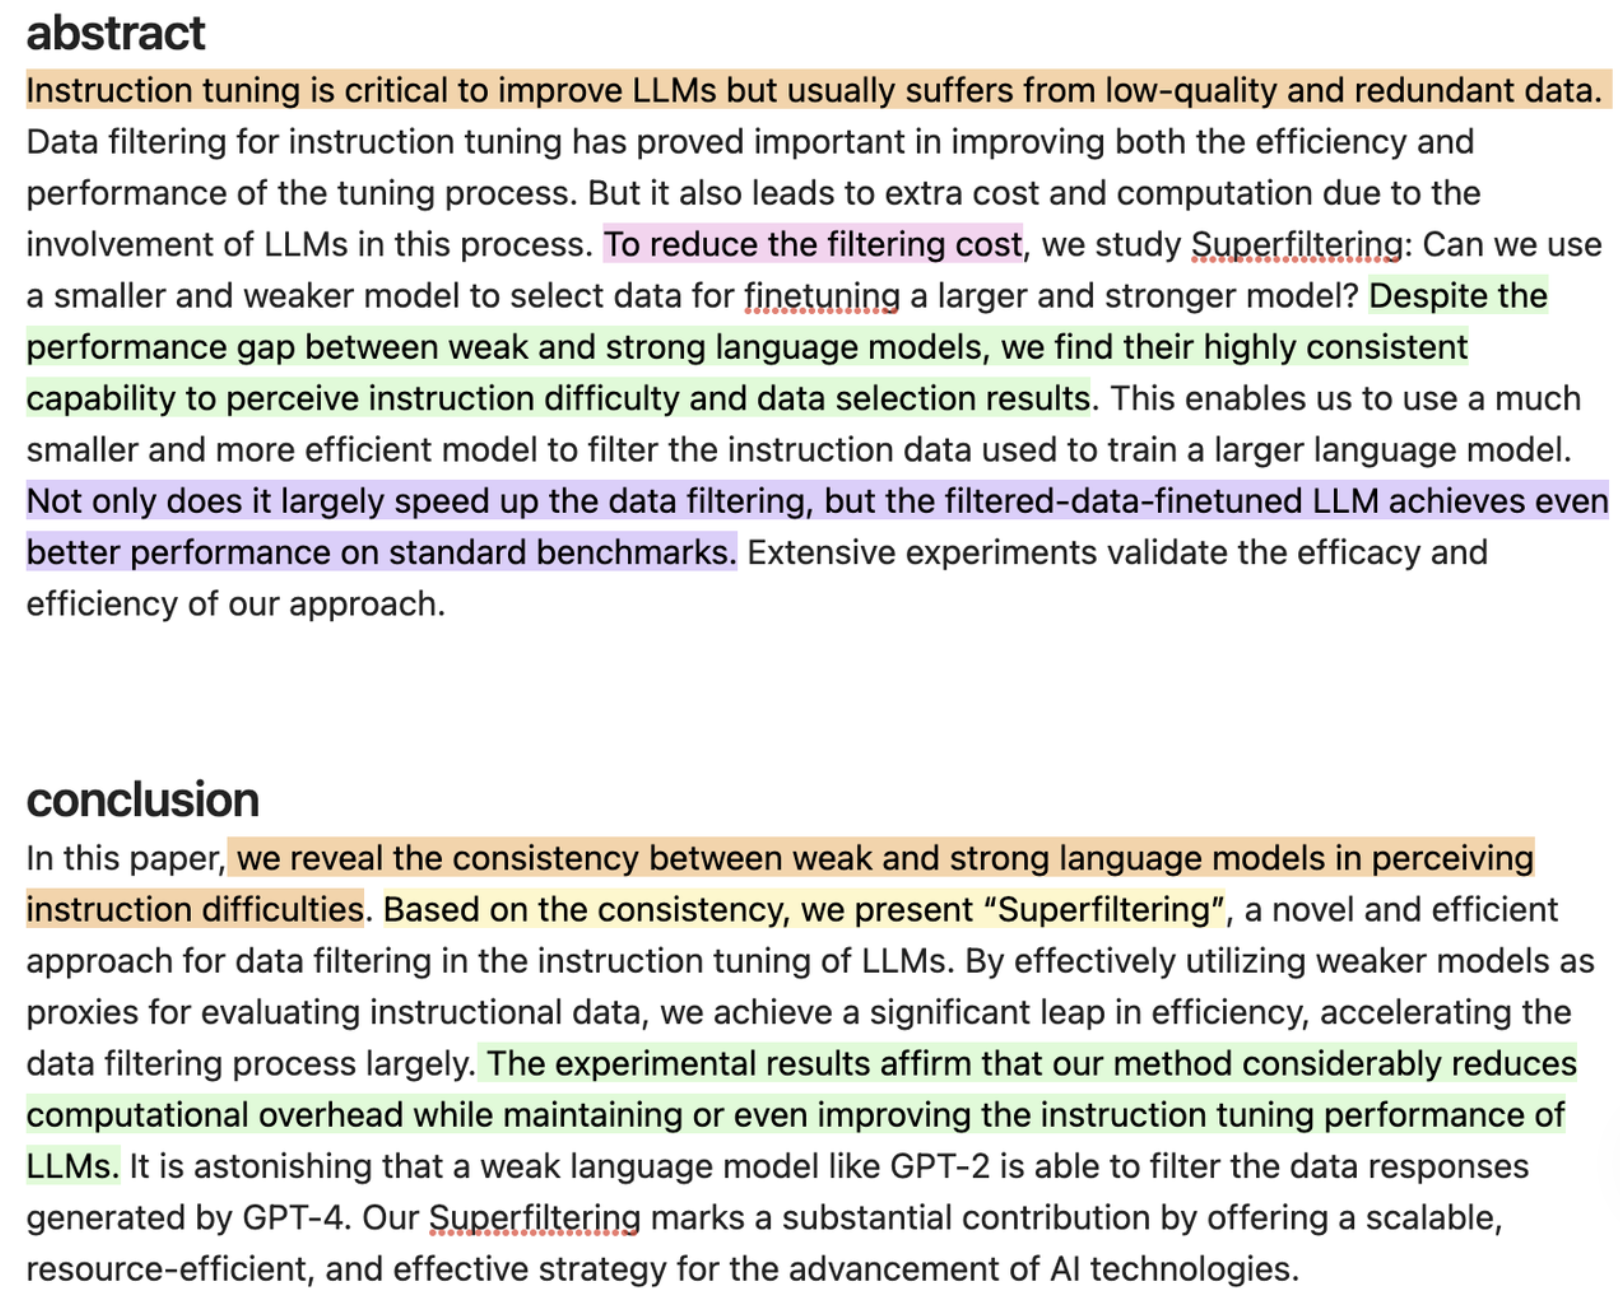 abstract
Instruction tuning is critical to improve LLMs but usually suffers from low-quality and redundant data.
Data filtering for instruction tuning has proved important in improving both the efficiency and
performance of the tuning process. But it also leads to extra cost and computation due to the
involvement of LLMs in this process. To reduce the filtering cost, we study Superfiltering: Can we use
a smaller and weaker model to select data for finetuning a larger and stronger model? Despite the
performance gap between weak and strong language models, we find their highly consistent
capability to perceive instruction difficulty and data selection results. This enables us to use a much
smaller and more efficient model to filter the instruction data used to train a larger language model.
Not only does it largely speed up the data filtering, but the filtered-data-finetuned LLM achieves even
better performance on standard benchmarks. Extensive experiments validate the efficacy and
efficiency of our approach.
conclusion
In this paper, we reveal the consistency between weak and strong language models in perceiving
instruction difficulties. Based on the consistency, we present “Superfiltering”, a novel and efficient
approach for data filtering in the instruction tuning of LLMs. By effectively utilizing weaker models as
proxies for evaluating instructional data, we achieve a significant leap in efficiency, accelerating the
data filtering process largely. The experimental results affirm that our method considerably reduces
computational overhead while maintaining or even improving the instruction tuning performance of
LLMs. It is astonishing that a weak language model like GPT-2 is able to filter the data responses
generated by GPT-4. Our Superfiltering marks a substantial contribution by offering a scalable,
resource-efficient, and effective strategy for the advancement of AI technologies.